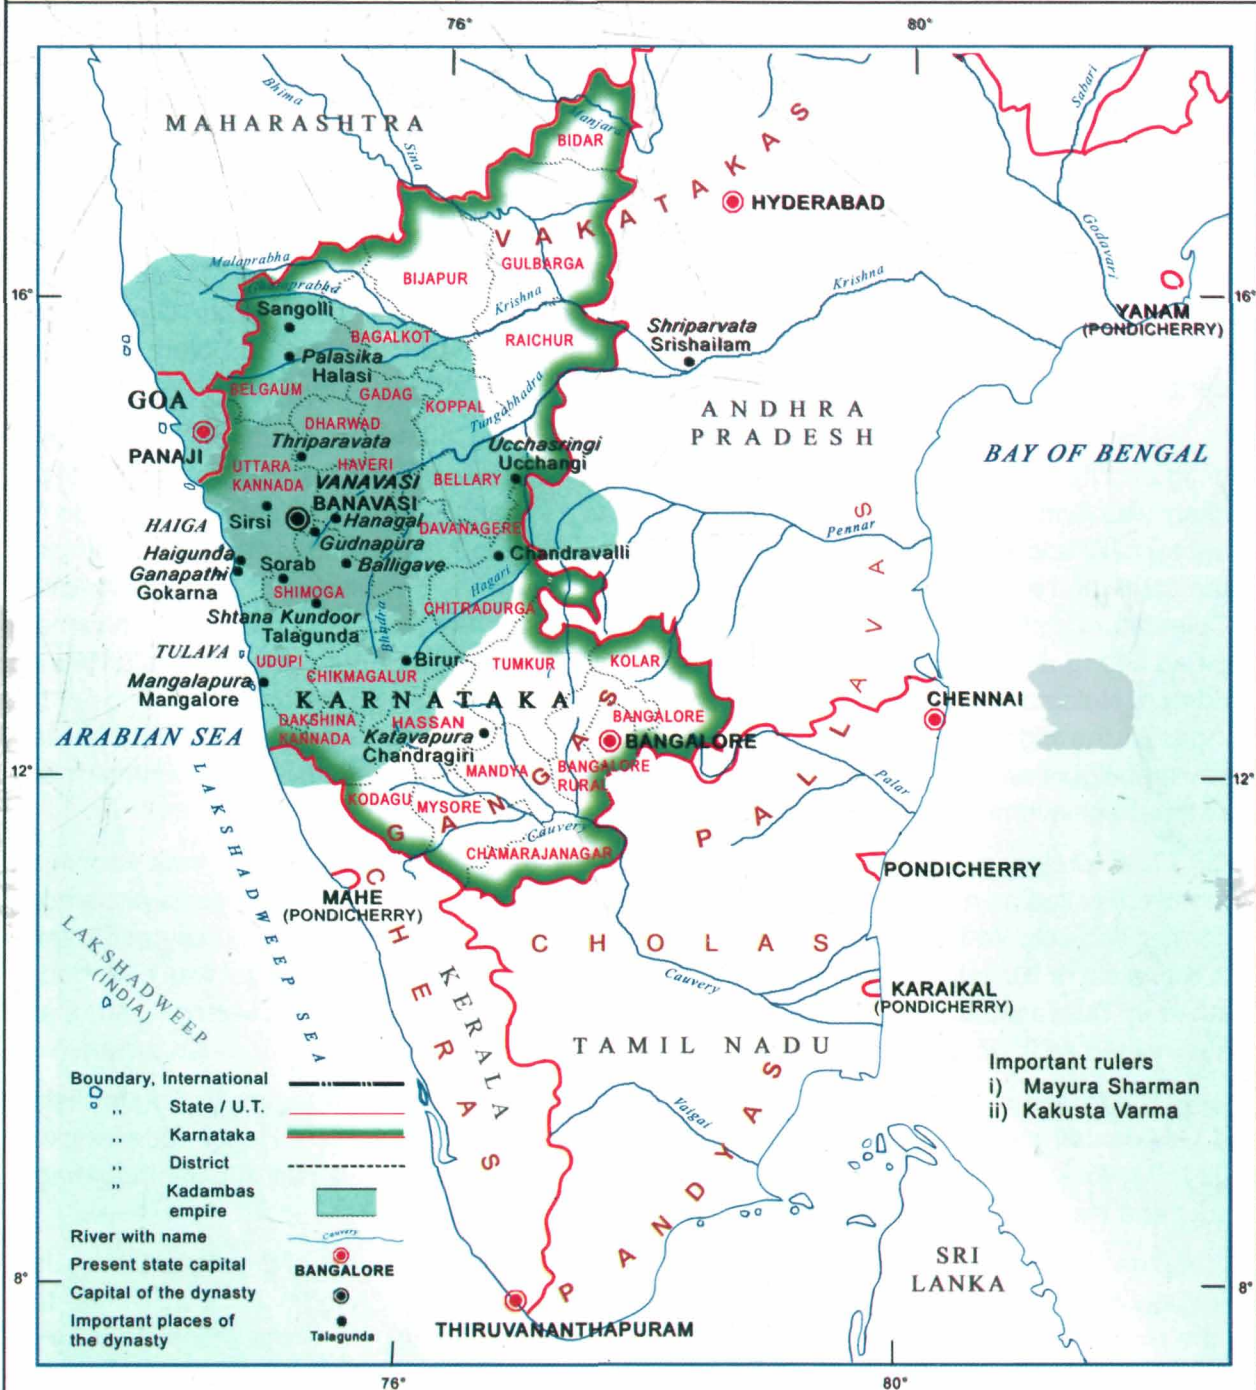 76°
80°
Bhima
Sina
Manjara
Sabari
MAHARASHTRA
BIDAR
VAKATAKAS
HYDERABAD
Godavari
Malaprabha
BIJAPUR
GULBARGA
Krishna
Krishna
16°
16°
Sangolli
YANAM
(PONDICHERRY)
BAGALKOT
RAICHUR
Shriparvata
Srishailam
Palasika
Halasi
BELGAUM
GADAG
KOPPAL
Tungabhadra
GOA
DHARWAD
ANDHRA
PRADESH
Thriparavata
PANAJI
UTTARA
KANNADA
HAVERI
Ucchasringi
Ucchangi
BAY OF BENGAL
VANAVASI
BANAVASI
BELLARY
Sirsi
Hanagal
DAVANAGERE
Pennar
HAIGA
Gudnapura
Haigunda
Sorab
Balligave
Chandravalli
Ganapathi
Gokarna
SHIMOGA
Hagari
CHITRADURGA
Shtana Kundoor
Talagunda
Bhadra
TULAVA
UDUPI
Birur
TUMKUR
KOLAR
Mangalapura
Mangalore
CHIKMAGALUR
KARNATAKA
CHENNAI
DAKSHINA
KANNADA
HASSAN
BANGALORE
ARABIAN SEA
Katavapura
Chandragiri
BANGALORE
MANDYA
BANGALORE
RURAL
12°
12°
Palar
KODAGU
MYSORE
GANGAS
PALLAVAS
Cauvery
CHAMARAJANAGAR
LAKSHADWEEP SEA
MAHE
(PONDICHERRY)
PONDICHERRY
CHERAS
CHOLAS
LAKSHADWEEP
(INDIA)
KERALA
Cauvery
KARAIKAL
(PONDICHERRY)
TAMIL NADU
Vaigai
PANDYAS
Important rulers
i) Mayura Sharman
ii) Kakusta Varma
Boundary, International
,, State / U.T.
,, Karnataka
,, District
,, Kadambas
empire
River with name Cauvery
Present state capital BANGALORE
Capital of the dynasty
Important places of
the dynasty Talagunda
SRI
LANKA
8°
8°
THIRUVANANTHAPURAM
76°
80°